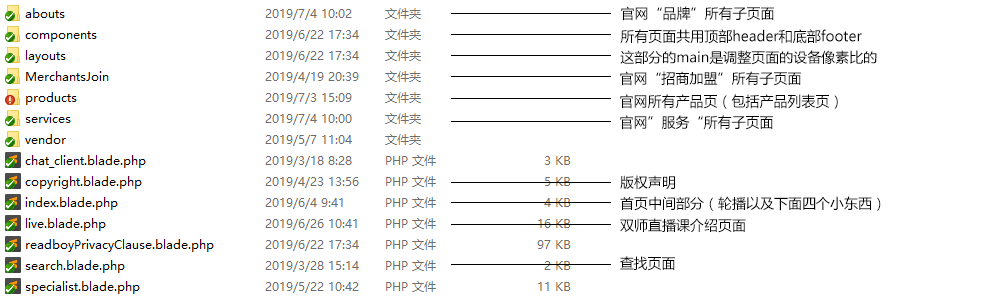 abouts 2019/7/4 10:02 文件夹 官网“品牌”所有子页面
components 2019/6/22 17:34 文件夹 所有页面共用顶部header和底部footer
layouts 2019/6/22 17:34 文件夹 这部分的main是调整页面的设备像素比的
MerchantsJoin 2019/4/19 20:39 文件夹 官网“招商加盟”所有子页面
products 2019/7/3 15:09 文件夹 官网所有产品页（包括产品列表页）
services 2019/7/4 10:00 文件夹 官网”服务“所有子页面
vendor 2019/5/7 11:04 文件夹
chat_client.blade.php 2019/3/18 8:28 PHP 文件 3 KB
copyright.blade.php 2019/4/23 13:56 PHP 文件 5 KB 版权声明
index.blade.php 2019/6/4 9:41 PHP 文件 4 KB 首页中间部分（轮播以及下面四个小东西）
live.blade.php 2019/6/26 10:41 PHP 文件 16 KB 双师直播课介绍页面
readboyPrivacyClause.blade.php 2019/6/22 17:34 PHP 文件 97 KB
search.blade.php 2019/3/28 15:14 PHP 文件 2 KB 查找页面
specialist.blade.php 2019/5/22 10:42 PHP 文件 11 KB